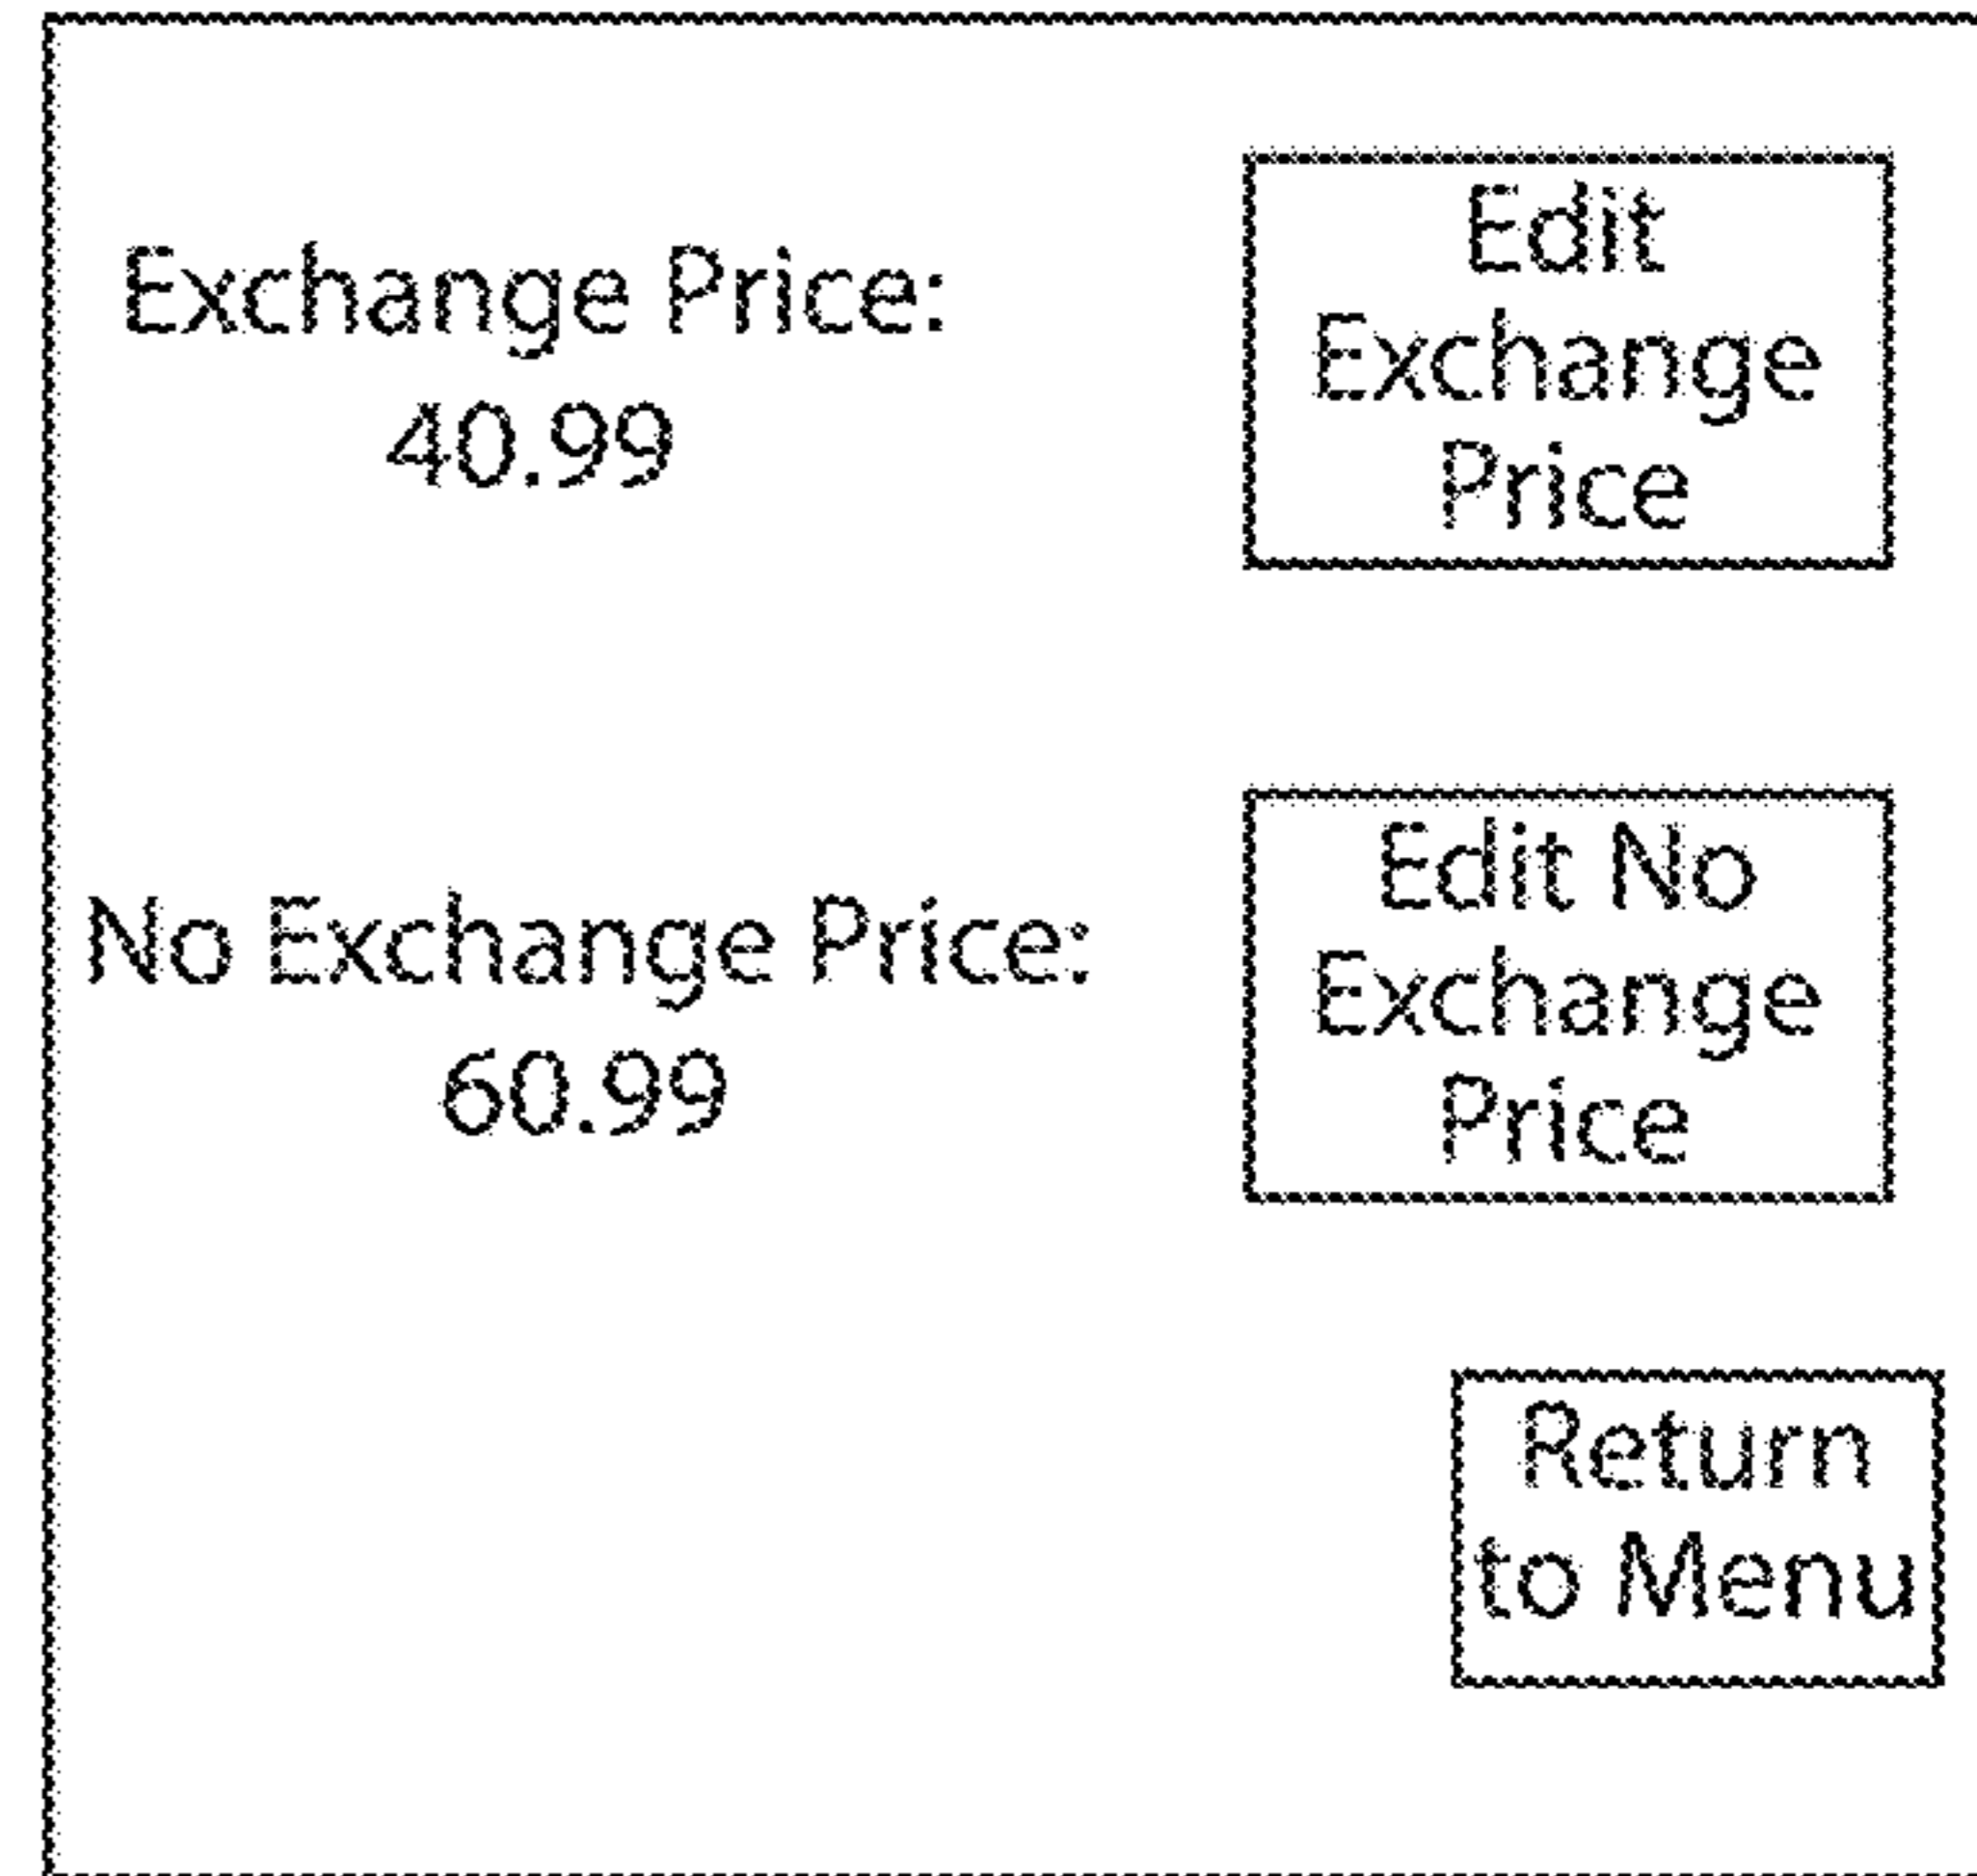 Exchange Price:
40.99
Edit
Exchange
Price
No Exchange Price:
60.99
Edit No
Exchange
Price
Return
to Menu